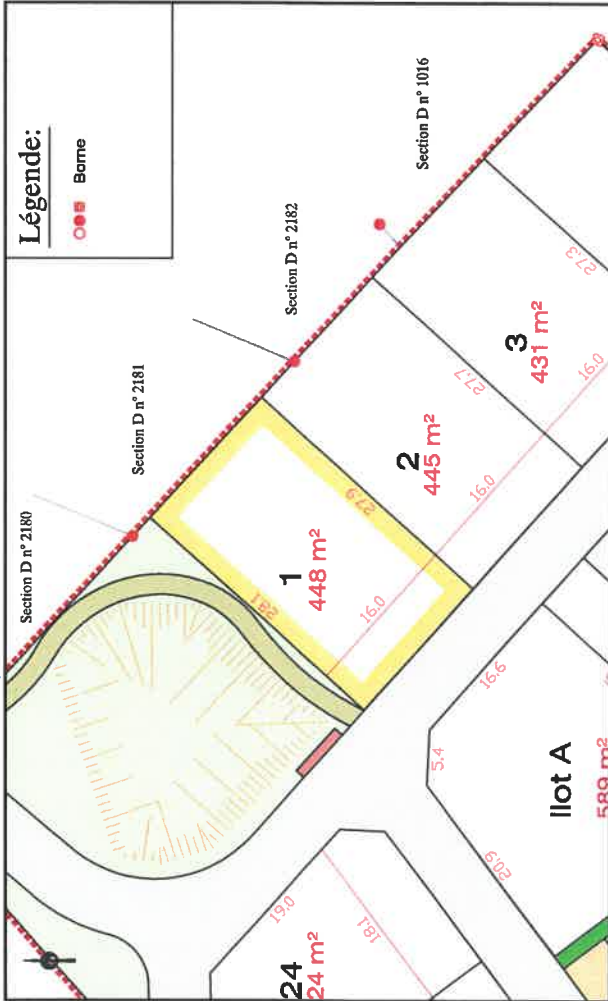 Légende:
Borne
Section D n° 2180
Section D n° 2181
Section D n° 2182
Section D n° 1016
1
448 m²
28.1
27.9
16.0
2
445 m²
27.7
16.0
3
431 m²
27.3
16.0
24
24 m²
19.0
18.1
Ilot A
589 m²
20.9
5.4
16.6